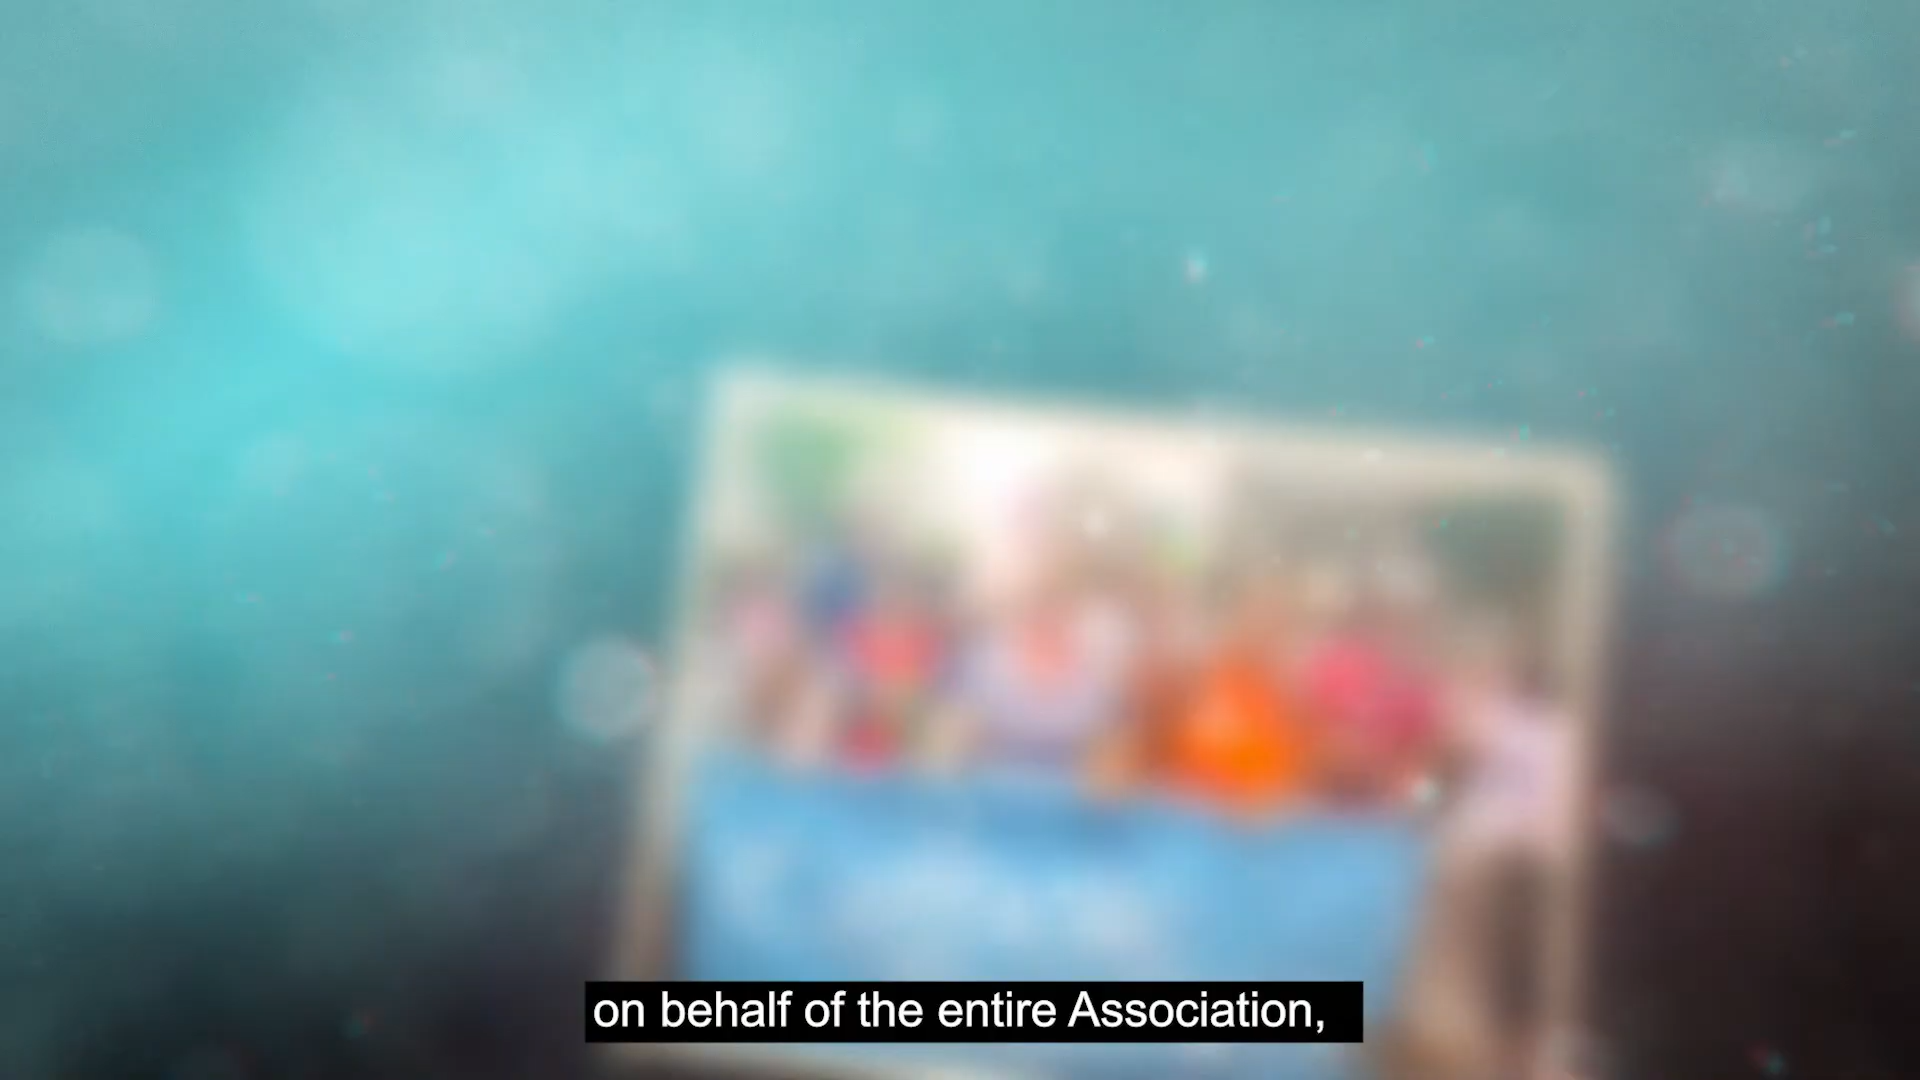 on behalf of the entire Association,